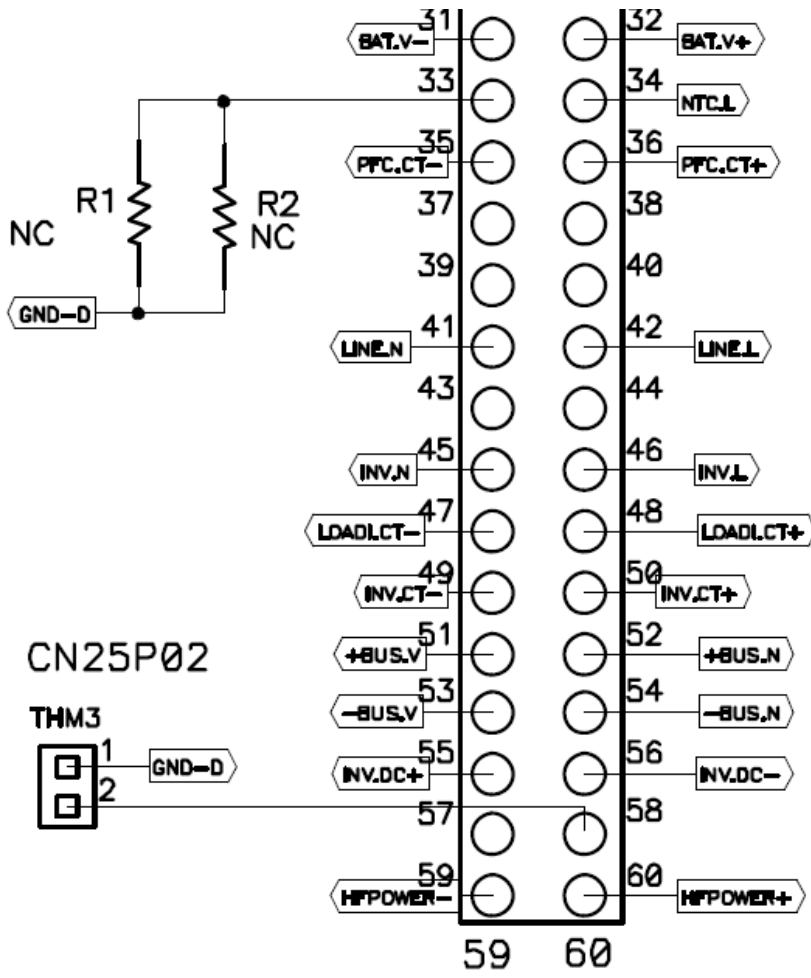 31 32
BAT.V- BAT.V+
33 34
NTC.L
35 36
PFC.CT- PFC.CT+
R1 R2
37 38
NC NC
39 40
GND-D
41 42
LINE.N LINE.L
43 44
45 46
INV.N INV.L
47 48
LOADI.CT- LOADI.CT+
49 50
INV.CT- INV.CT+
51 52
CN25P02
+BUS.V +BUS.N
53 54
THM3
-BUS.V -BUS.N
1
55 56
GND-D
INV.DC+ INV.DC-
2
57 58
59 60
HFPOWER- HFPOWER+
59 60